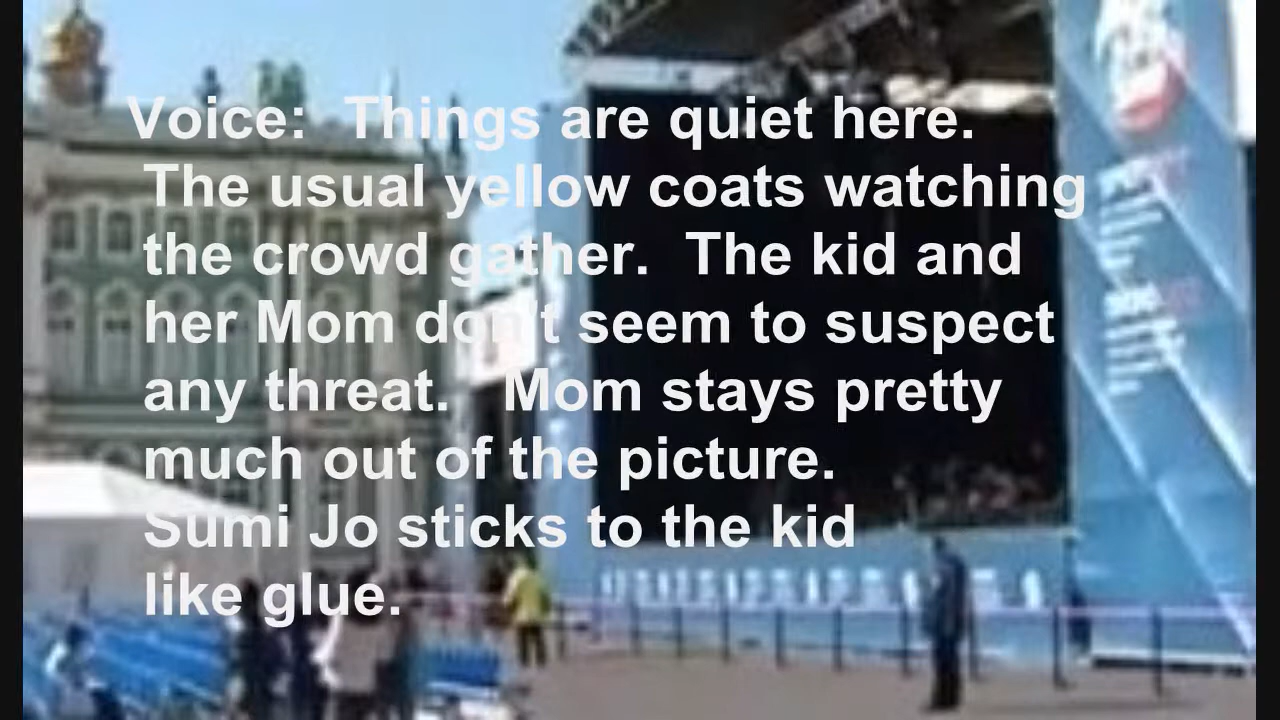 Voice: Things are quiet here.
The usual yellow coats watching
the crowd gather. The kid and
her Mom don't seem to suspect
any threat. Mom stays pretty
much out of the picture.
Sumi Jo sticks to the kid
like glue.